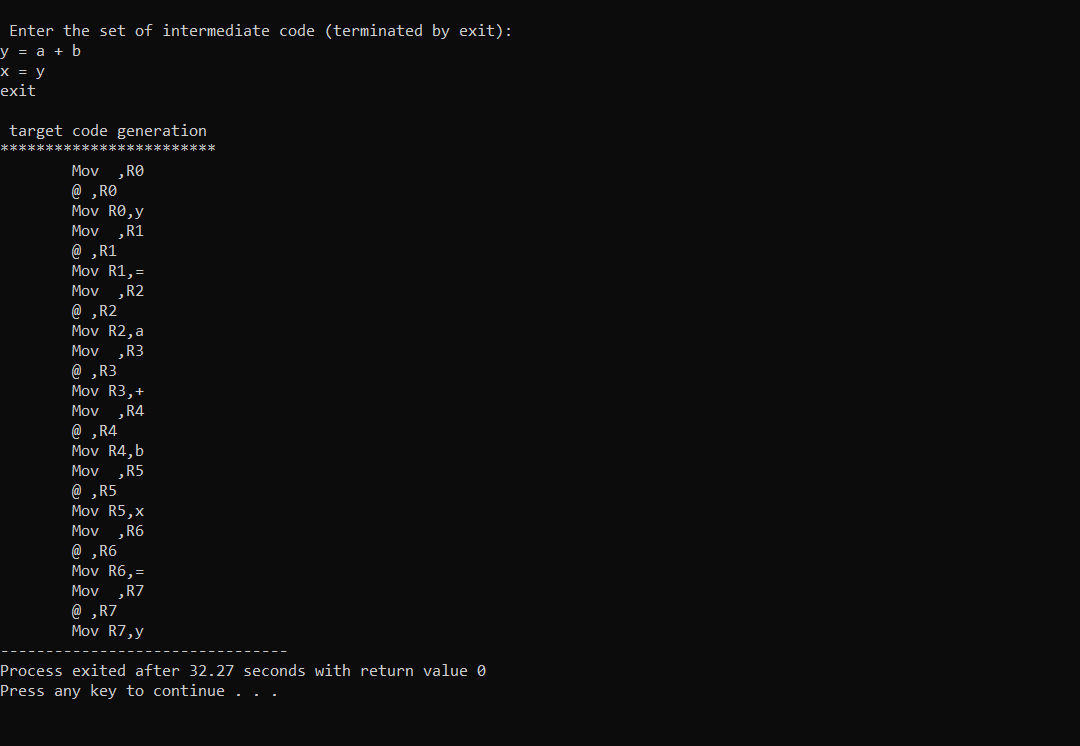 Enter the set of intermediate code (terminated by exit):
y = a + b
x = y
exit
target code generation
************************
Mov  ,R0
@ ,R0
Mov R0,y
Mov  ,R1
@ ,R1
Mov R1,=
Mov  ,R2
@ ,R2
Mov R2,a
Mov  ,R3
@ ,R3
Mov R3,+
Mov  ,R4
@ ,R4
Mov R4,b
Mov  ,R5
@ ,R5
Mov R5,x
Mov  ,R6
@ ,R6
Mov R6,=
Mov  ,R7
@ ,R7
Mov R7,y
--------------------------------
Process exited after 32.27 seconds with return value 0
Press any key to continue . . .